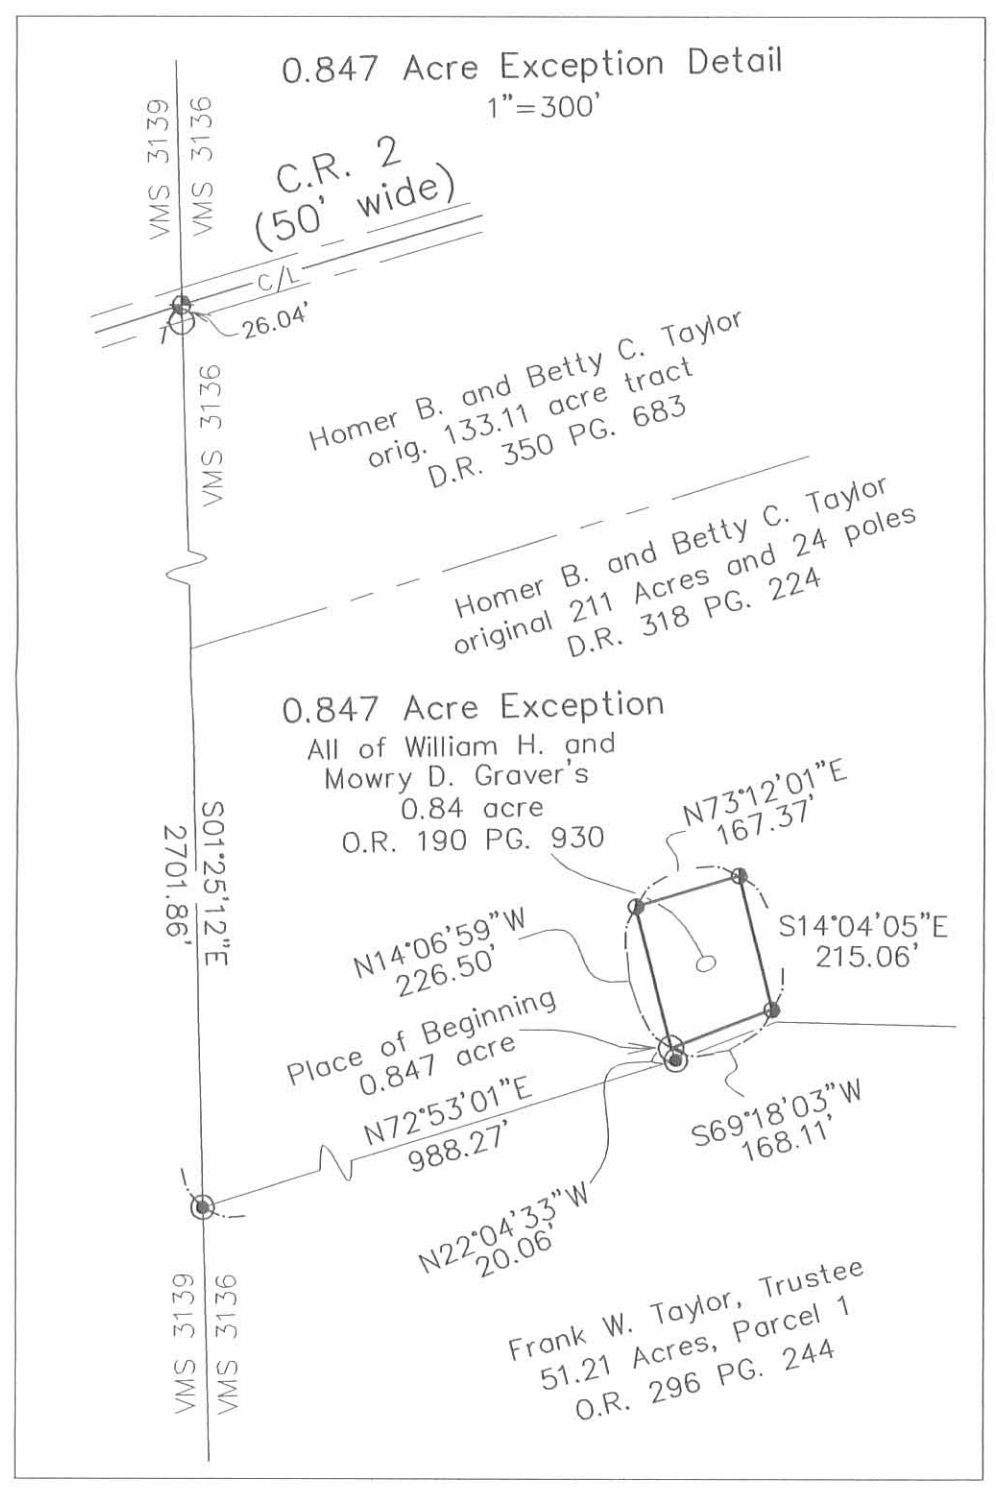 0.847 Acre Exception Detail
1"=300'
VMS 3139
VMS 3136
C.R. 2
(50' wide)
C/L
26.04'
VMS 3136
Homer B. and Betty C. Taylor
orig. 133.11 acre tract
D.R. 350 PG. 683
Homer B. and Betty C. Taylor
original 211 Acres and 24 poles
D.R. 318 PG. 224
0.847 Acre Exception
All of William H. and
Mowry D. Graver's
0.84 acre
O.R. 190 PG. 930
N73°12'01"E
167.37'
S01°25'12"E
2701.86'
N14°06'59"W
226.50'
S14°04'05"E
215.06'
Place of Beginning
0.847 acre
N72°53'01"E
988.27'
S69°18'03"W
168.11'
N22°04'33"W
20.06'
VMS 3139
VMS 3136
Frank W. Taylor, Trustee
51.21 Acres, Parcel 1
O.R. 296 PG. 244